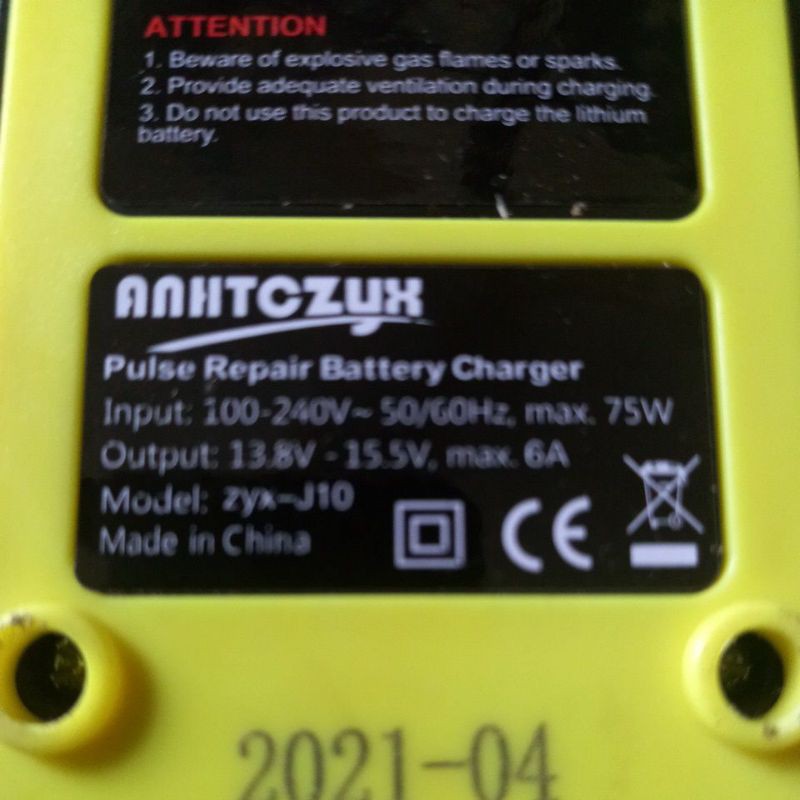 ATTENTION
1. Beware of explosive gas flames or sparks.
2. Provide adequate ventilation during charging.
3. Do not use this product to charge the lithium
battery.
ANHTCZYX
Pulse Repair Battery Charger
Input: 100-240V~ 50/60Hz, max. 75W
Output: 13.8V - 15.5V, max. 6A
Model: zyx-J10
Made in China
CE
2021-04